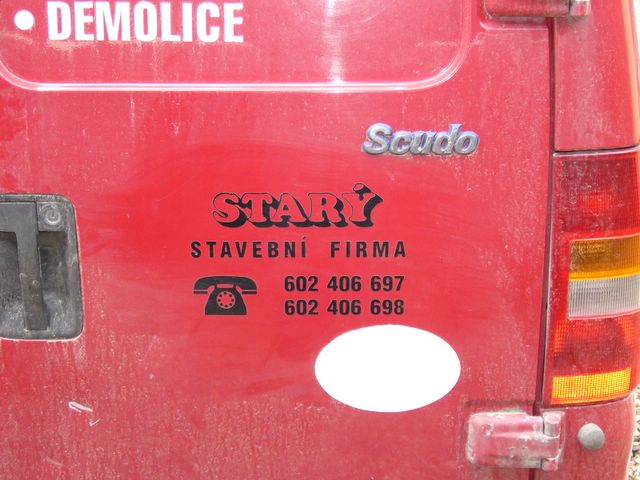 • DEMOLICE
Scudo
STARÝ
STAVEBNÍ FIRMA
602 406 697
602 406 698